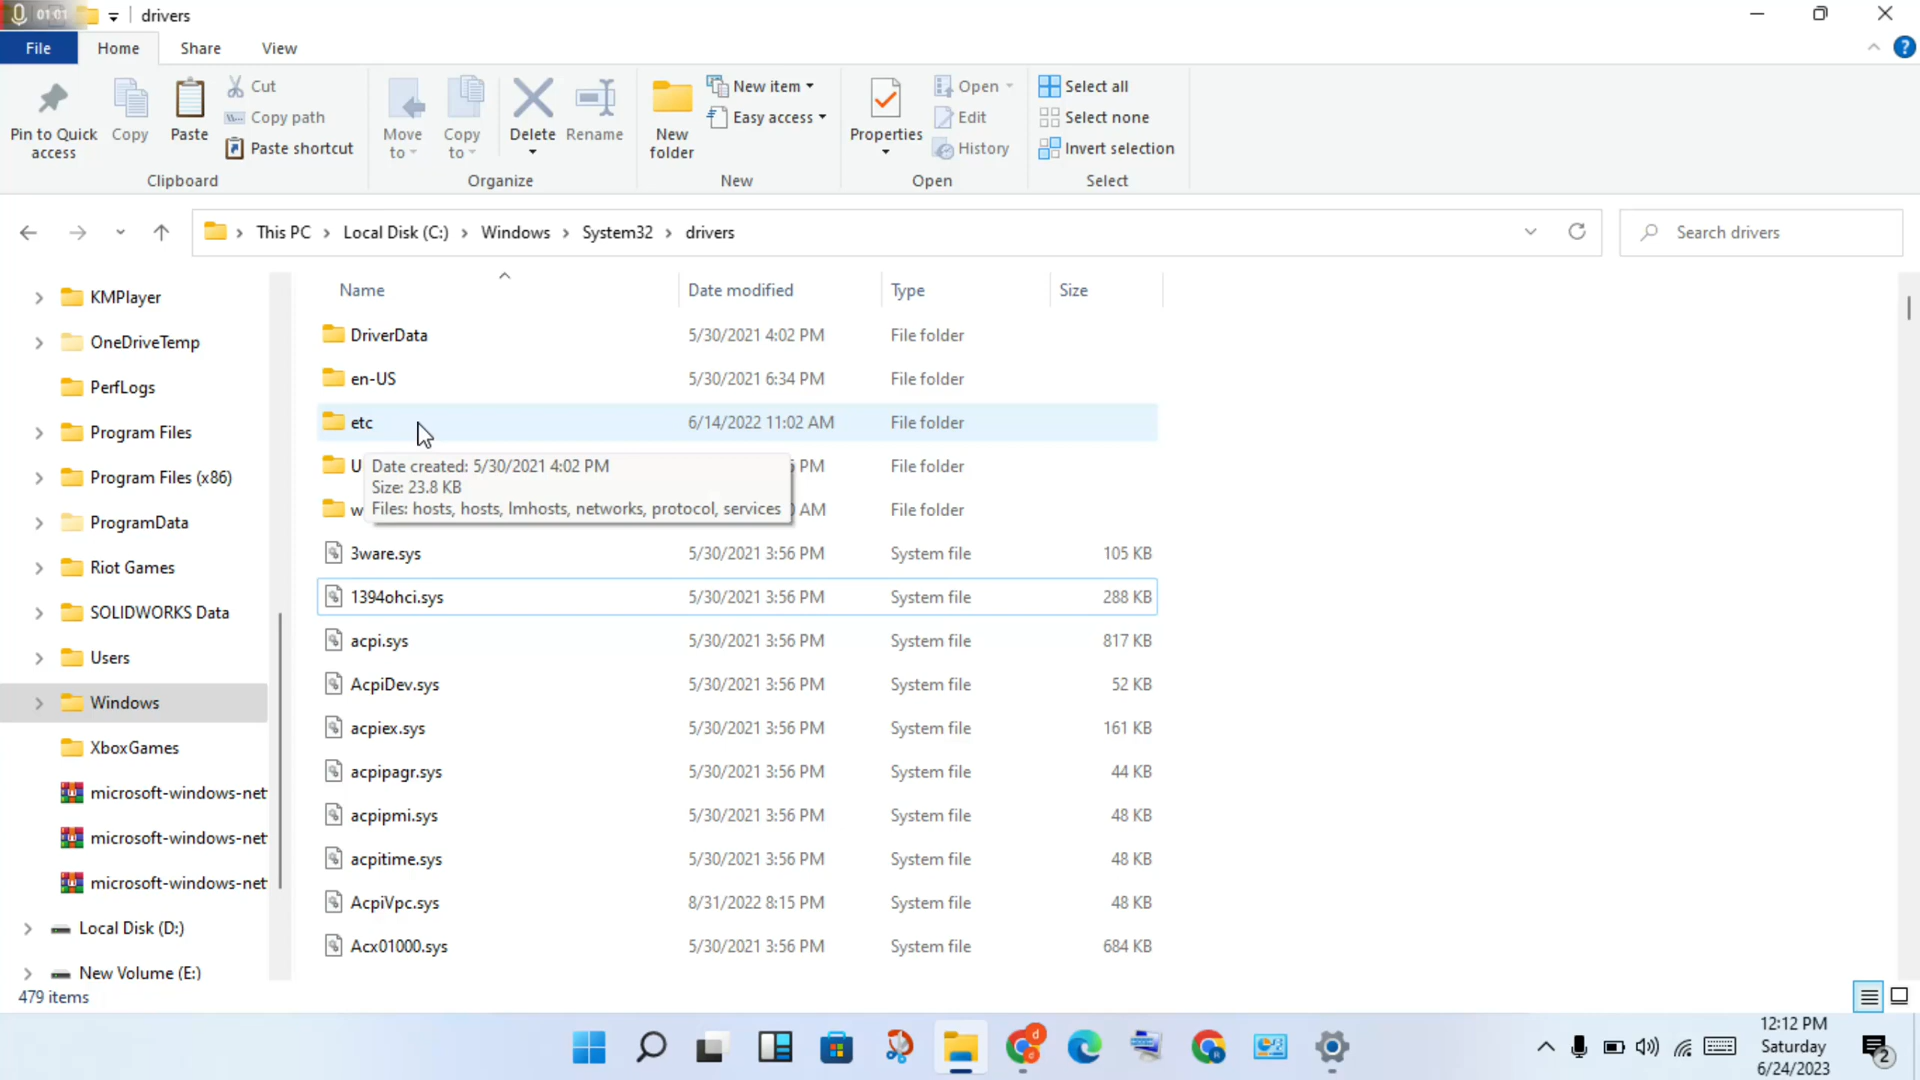 01:01 drivers
File Home Share View
Pin to Quick access
Copy
Paste
Cut
Copy path
Paste shortcut
Clipboard
Move to
Copy to
Delete
Rename
Organize
New folder
New item
Easy access
New
Properties
Open
Edit
History
Open
Select all
Select none
Invert selection
Select
This PC > Local Disk (C:) > Windows > System32 > drivers
Search drivers
KMPlayer
OneDriveTemp
PerfLogs
Program Files
Program Files (x86)
ProgramData
Riot Games
SOLIDWORKS Data
Users
Windows
XboxGames
microsoft-windows-net
microsoft-windows-net
microsoft-windows-net
Local Disk (D:)
New Volume (E:)
Name Date modified Type Size
DriverData 5/30/2021 4:02 PM File folder
en-US 5/30/2021 6:34 PM File folder
etc 6/14/2022 11:02 AM File folder
U PM File folder
w AM File folder
Date created: 5/30/2021 4:02 PM
Size: 23.8 KB
Files: hosts, hosts, lmhosts, networks, protocol, services
3ware.sys 5/30/2021 3:56 PM System file 105 KB
1394ohci.sys 5/30/2021 3:56 PM System file 288 KB
acpi.sys 5/30/2021 3:56 PM System file 817 KB
AcpiDev.sys 5/30/2021 3:56 PM System file 52 KB
acpiex.sys 5/30/2021 3:56 PM System file 161 KB
acpipagr.sys 5/30/2021 3:56 PM System file 44 KB
acpipmi.sys 5/30/2021 3:56 PM System file 48 KB
acpitime.sys 5/30/2021 3:56 PM System file 48 KB
AcpiVpc.sys 8/31/2022 8:15 PM System file 48 KB
Acx01000.sys 5/30/2021 3:56 PM System file 684 KB
479 items
12:12 PM
Saturday
6/24/2023
2